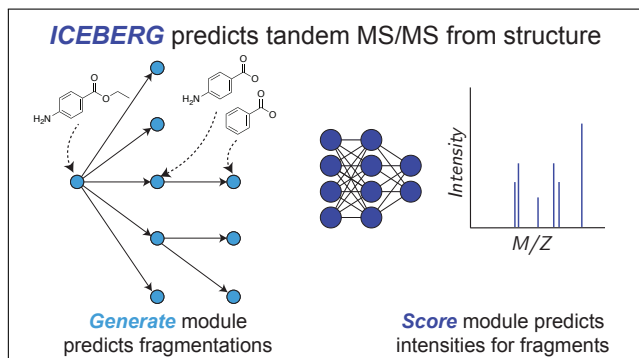 ICEBERG predicts tandem MS/MS from structure
O
O
H₂N
O
O
H₂N
O
O
Intensity
M/Z
Generate module
predicts fragmentations
Score module predicts
intensities for fragments